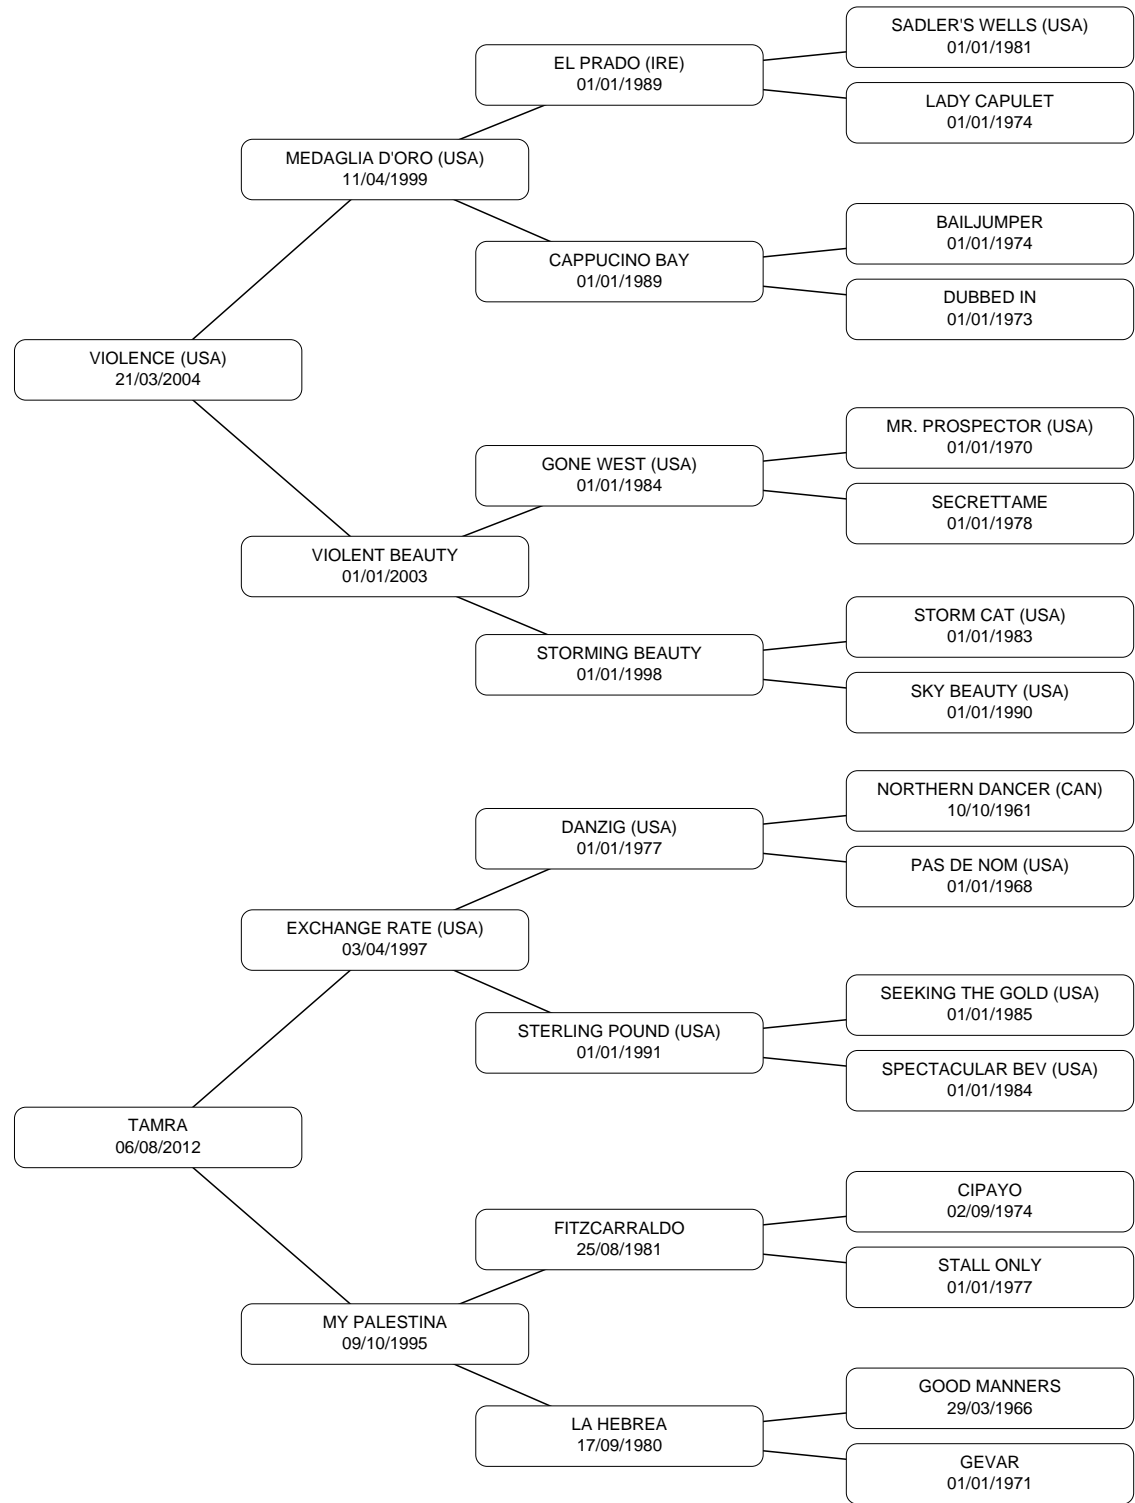 SADLER'S WELLS (USA)
01/01/1981
EL PRADO (IRE)
01/01/1989
LADY CAPULET
01/01/1974
MEDAGLIA D'ORO (USA)
11/04/1999
BAILJUMPER
01/01/1974
CAPPUCINO BAY
01/01/1989
DUBBED IN
01/01/1973
VIOLENCE (USA)
21/03/2004
MR. PROSPECTOR (USA)
01/01/1970
GONE WEST (USA)
01/01/1984
SECRETTAME
01/01/1978
VIOLENT BEAUTY
01/01/2003
STORM CAT (USA)
01/01/1983
STORMING BEAUTY
01/01/1998
SKY BEAUTY (USA)
01/01/1990
NORTHERN DANCER (CAN)
10/10/1961
DANZIG (USA)
01/01/1977
PAS DE NOM (USA)
01/01/1968
EXCHANGE RATE (USA)
03/04/1997
SEEKING THE GOLD (USA)
01/01/1985
STERLING POUND (USA)
01/01/1991
SPECTACULAR BEV (USA)
01/01/1984
TAMRA
06/08/2012
CIPAYO
02/09/1974
FITZCARRALDO
25/08/1981
STALL ONLY
01/01/1977
MY PALESTINA
09/10/1995
GOOD MANNERS
29/03/1966
LA HEBREA
17/09/1980
GEVAR
01/01/1971